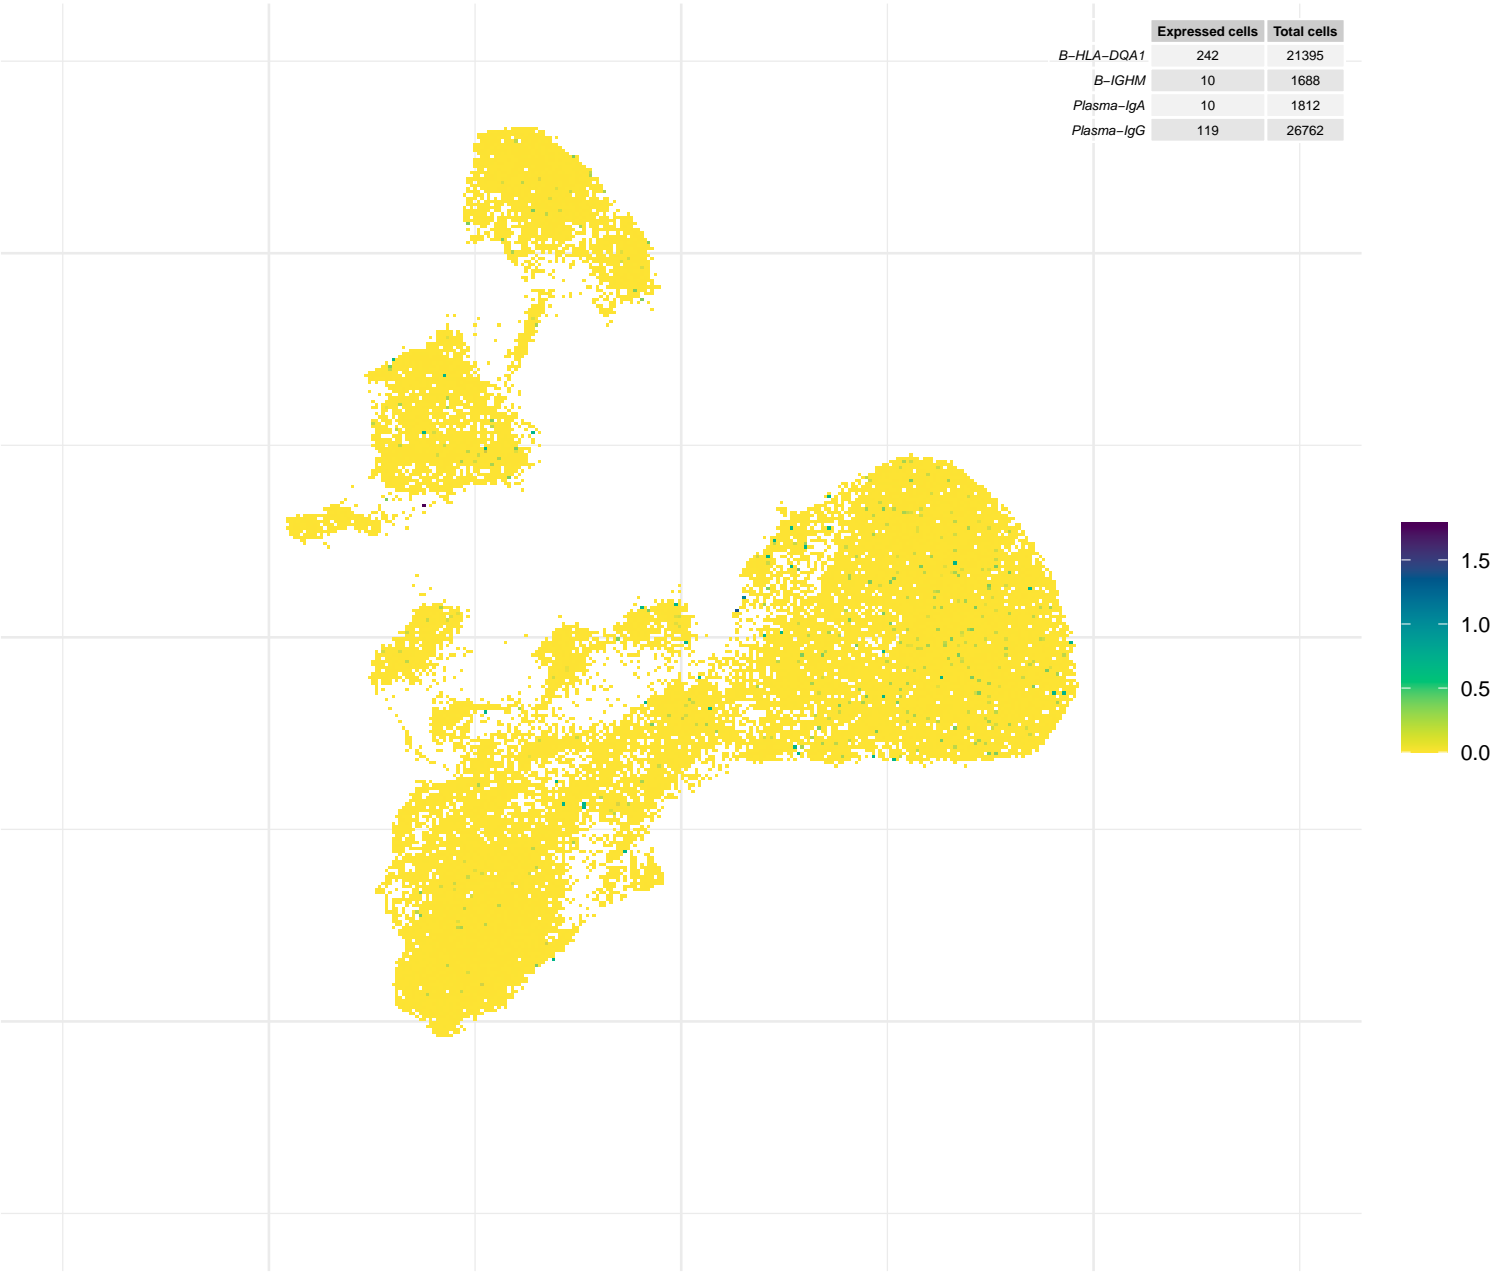 Expressed cells Total cells
B−HLA−DQA1 242 21395
B−IGHM 10 1688
Plasma−IgA 10 1812
Plasma−IgG 119 26762
1.5
1.0
0.5
0.0